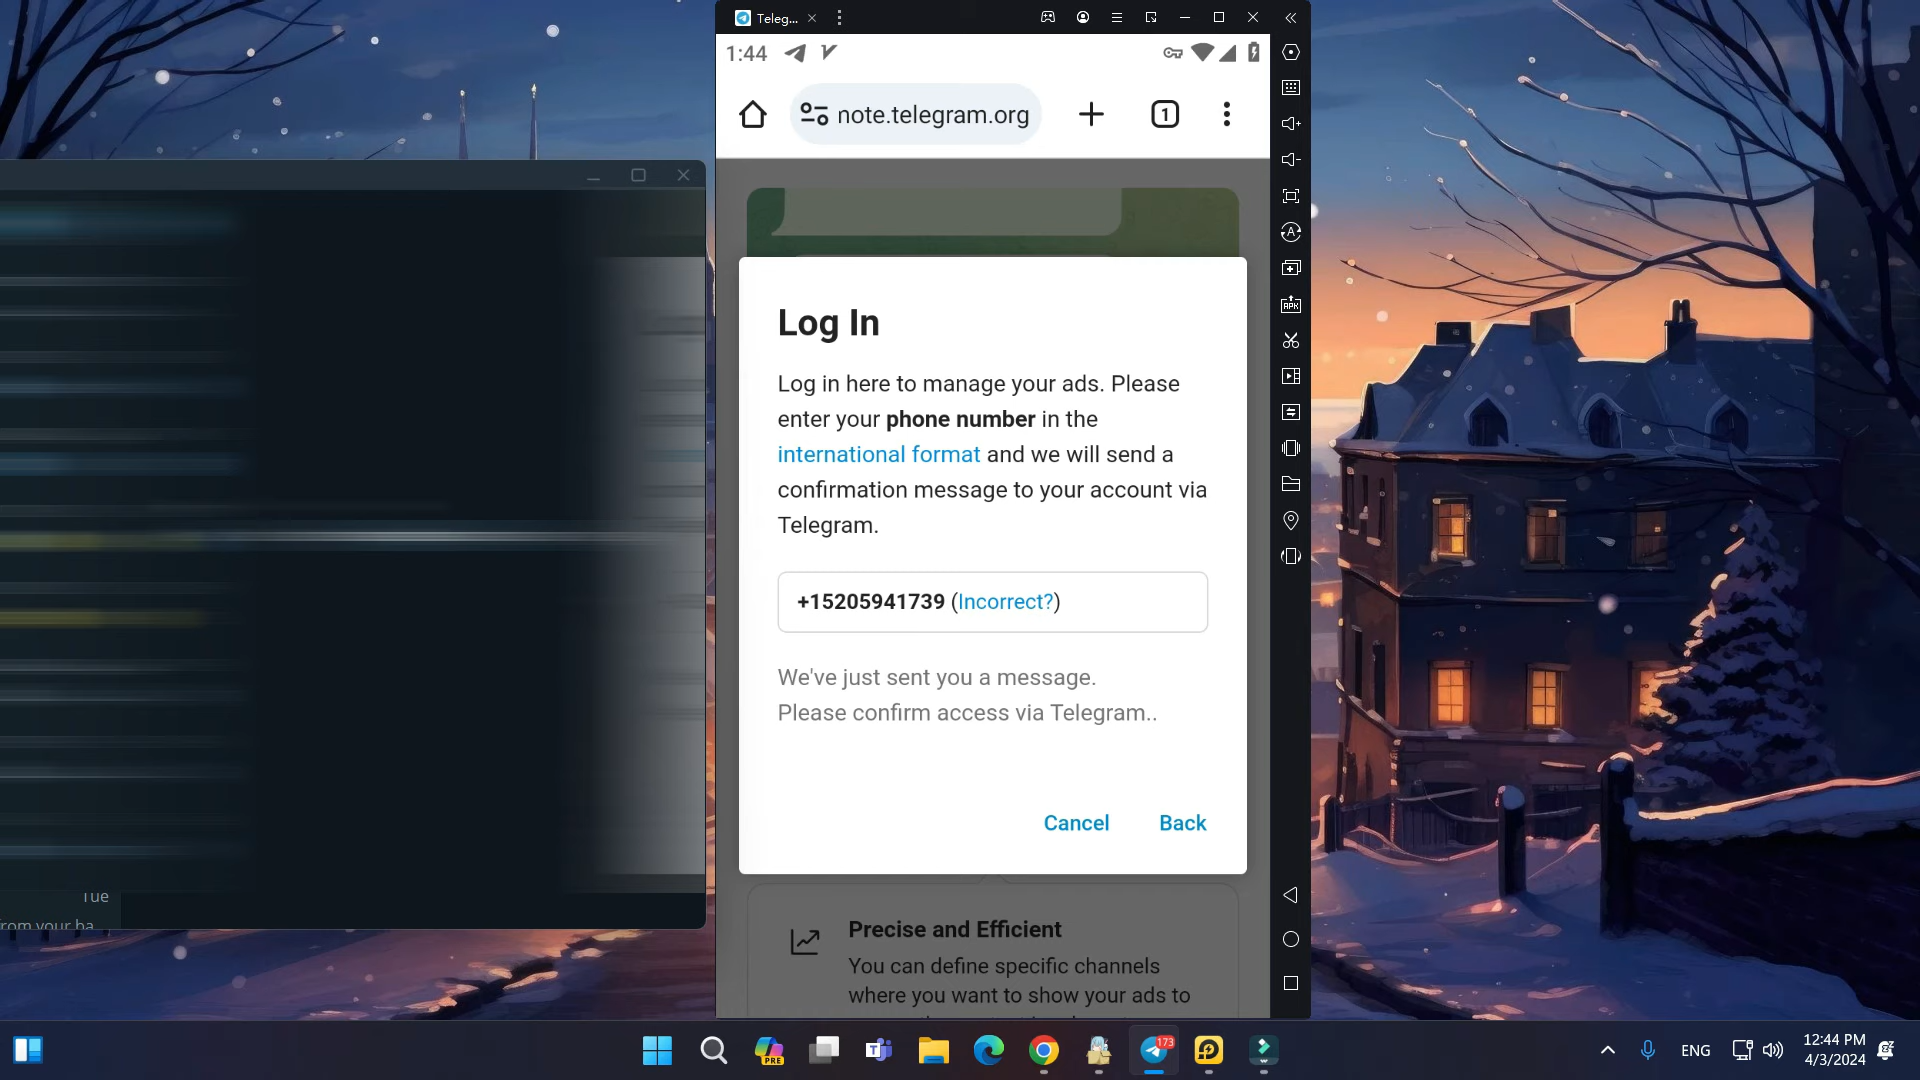 Teleg...
1:44
note.telegram.org
1
Log In
Log in here to manage your ads. Please
enter your phone number in the
international format and we will send a
confirmation message to your account via
Telegram.
+15205941739 (Incorrect?)
We've just sent you a message.
Please confirm access via Telegram..
Cancel
Back
Precise and Efficient
You can define specific channels
where you want to show your ads to
Tue
from your ba
APK
PRE
173
ENG
12:44 PM
4/3/2024